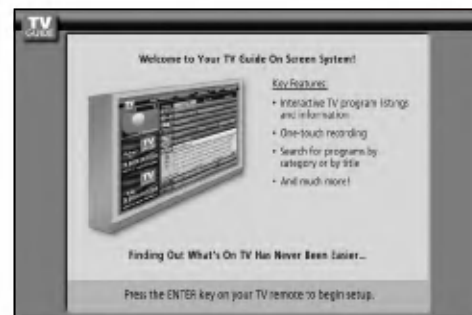 TV
GUIDE
Welcome to Your TV Guide On Screen System!
Key Features:
• Interactive TV program listings
and information
• One-touch recording
• Search for programs by
category or by title
• And much more!
Finding Out What's On TV Has Never Been Easier...
Press the ENTER key on your TV remote to begin setup.